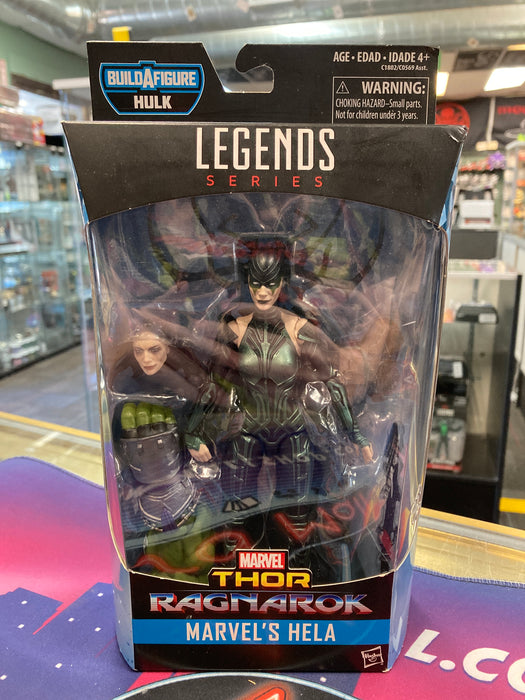 BUILD A FIGURE
HULK
AGE • EDAD • IDADE 4+
C1802/C0569 Asst.
WARNING:
CHOKING HAZARD–Small parts.
Not for children under 3 years.
LEGENDS
SERIES
MARVEL
THOR
RAGNAROK
MARVEL'S HELA
Hasbro
L.CO